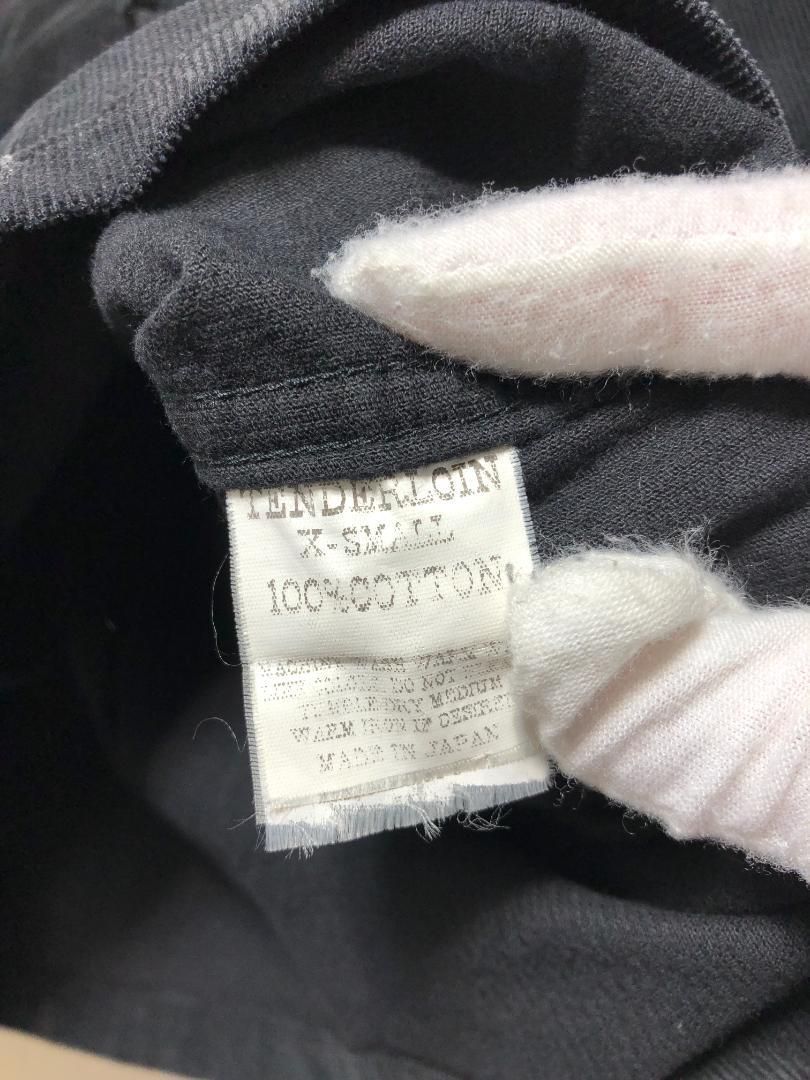 TENDERLOIN
X-SMALL
100%COTTON
MACHINE WASH WARM
LIKE COLORS DO NOT
TUMBLE DRY MEDIUM
WARM IRON IF DESIRED
MADE IN JAPAN